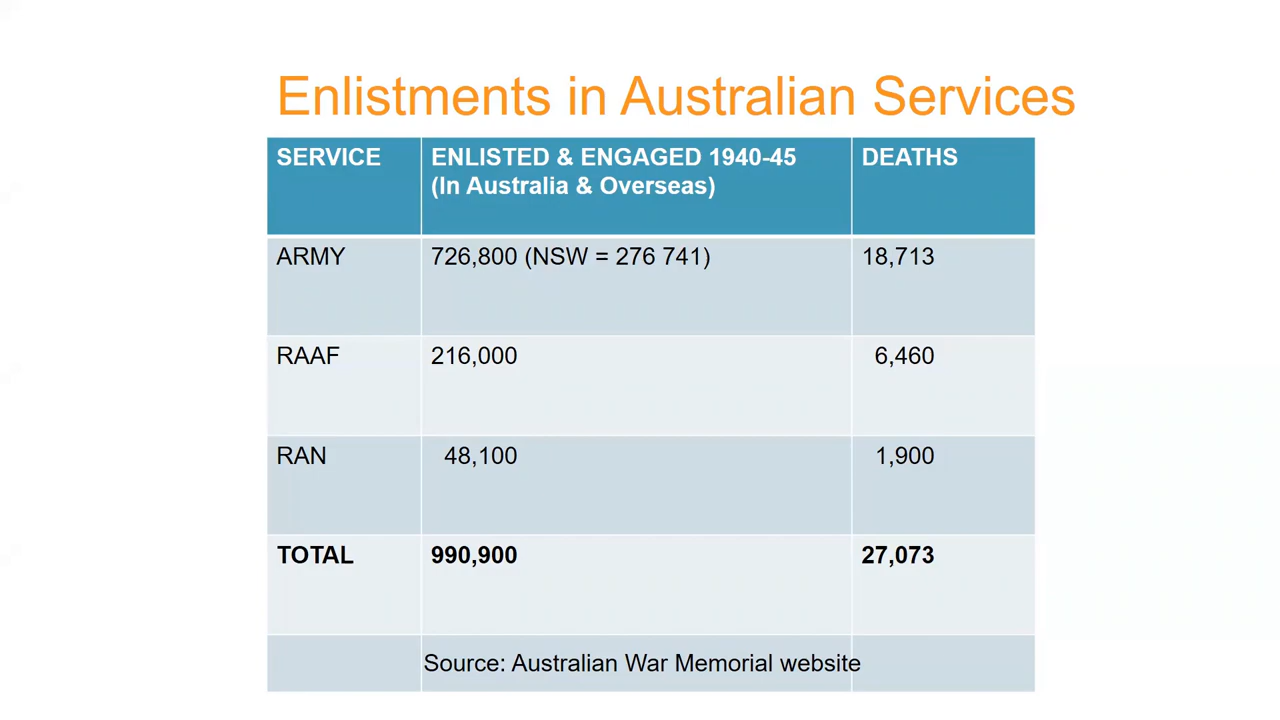 Enlistments in Australian Services
SERVICE ENLISTED & ENGAGED 1940-45 DEATHS
(In Australia & Overseas)
ARMY 726,800 (NSW = 276 741) 18,713
RAAF 216,000 6,460
RAN 48,100 1,900
TOTAL 990,900 27,073
Source: Australian War Memorial website